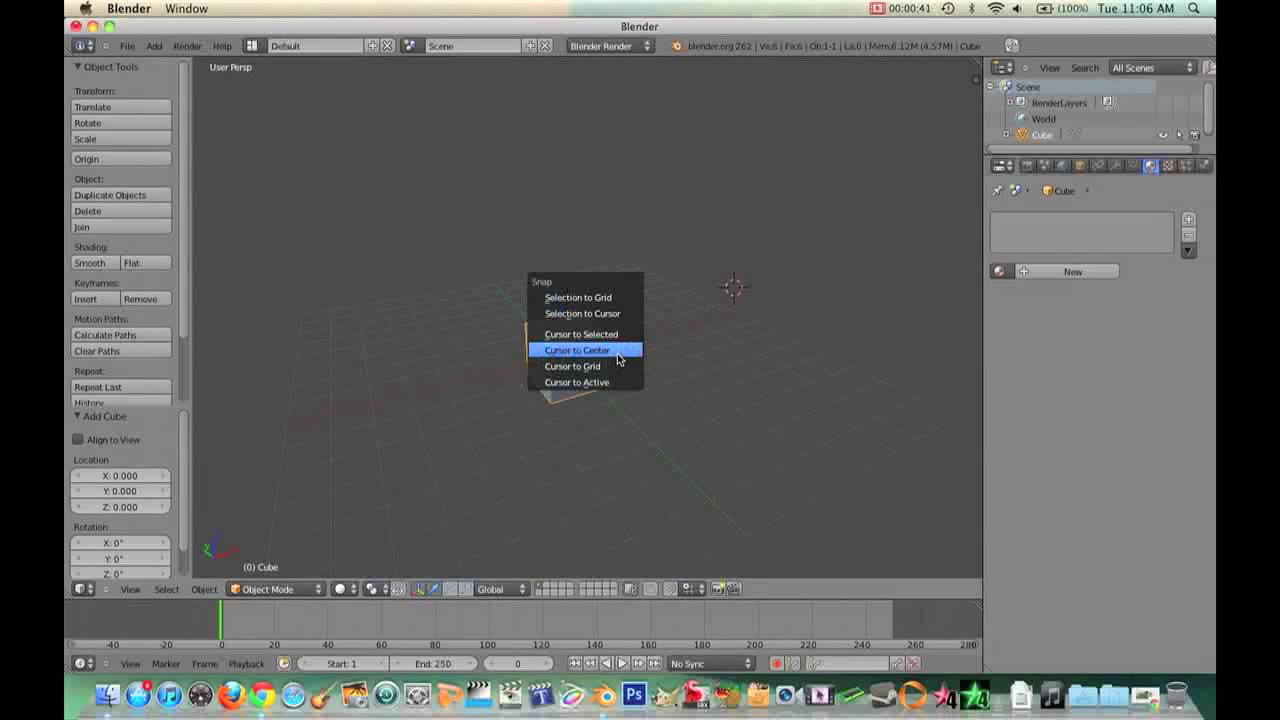 Blender Window 00:00:41 (100%) Tue 11:06 AM
Blender
File Add Render Help Default Scene Blender Render blender.org 262 | Ve:8 | Fa:6 | Ob:1-1 | La:0 | Mem:6.12M (4.57M) | Cube
Object Tools
User Persp
View Search All Scenes
Scene
RenderLayers
World
Cube
Transform:
Translate
Rotate
Scale
Origin
Object:
Duplicate Objects
Delete
Join
Shading:
Smooth Flat
Keyframes:
Insert Remove
Motion Paths:
Calculate Paths
Clear Paths
Repeat:
Repeat Last
History
Add Cube
Align to View
Location
X: 0.000
Y: 0.000
Z: 0.000
Rotation
X: 0°
Y: 0°
Z: 0°
Snap
Selection to Grid
Selection to Cursor
Cursor to Selected
Cursor to Center
Cursor to Grid
Cursor to Active
Cube
New
(0) Cube
View Select Object Object Mode Global
-40 -20 0 20 40 60 80 100 120 140 160 180 200 220 240 260 280
View Marker Frame Playback Start: 1 End: 250 0 No Sync
Ps